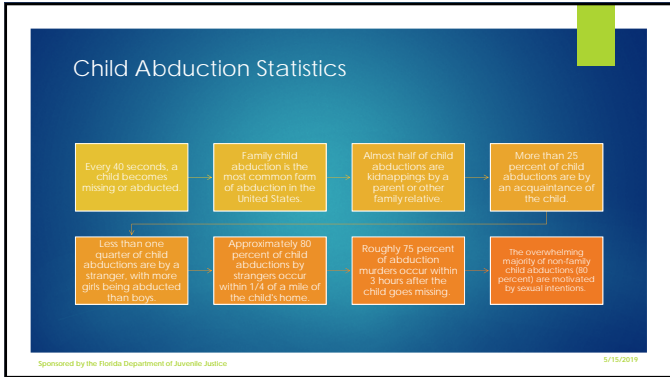 Child Abduction Statistics
Every 40 seconds, a
child becomes
missing or abducted.
Family child
abduction is the
most common form
of abduction in the
United States.
Almost half of child
abductions are
kidnappings by a
parent or other
family relative.
More than 25
percent of child
abductions are by
an acquaintance of
the child.
Less than one
quarter of child
abductions are by a
stranger, with more
girls being abducted
than boys.
Approximately 80
percent of child
abductions by
strangers occur
within 1/4 of a mile
of the child's home.
Roughly 75 percent
of abduction
murders occur within
3 hours after the
child goes missing.
The overwhelming
majority of non-family
child abductions (80
percent) are motivated
by sexual intentions.
Sponsored by the Florida Department of Juvenile Justice
5/15/2019